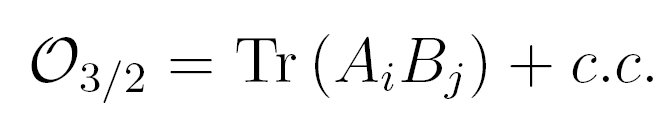 𝒪_{3/2} = Tr (A_i B_j) + c.c.